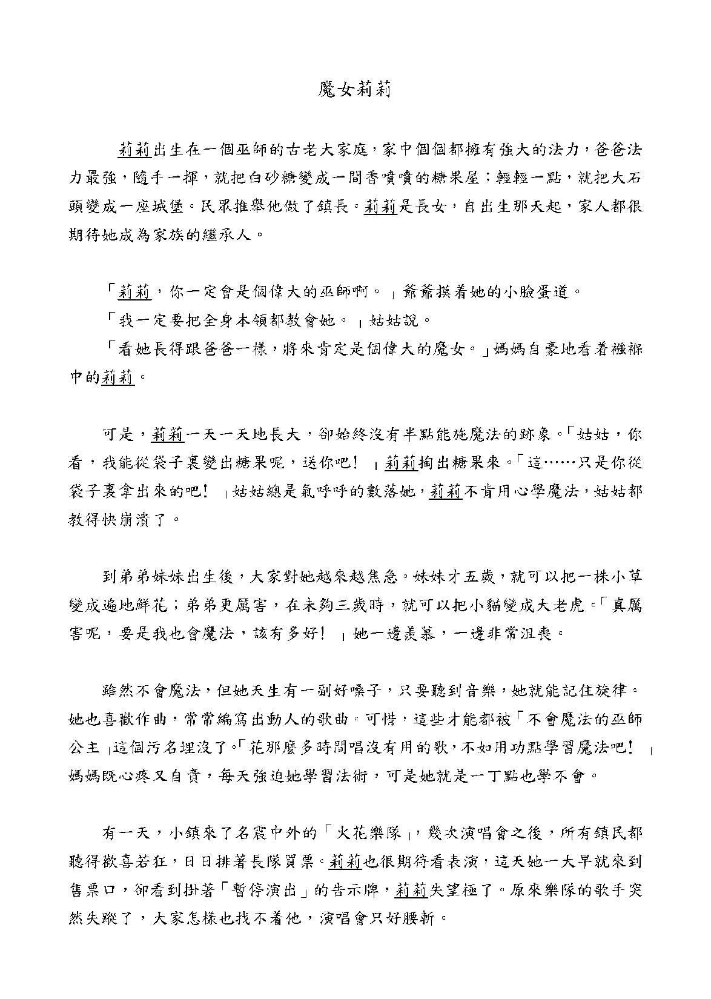 魔女莉莉
莉莉出生在一個巫師的古老大家庭，家中個個都擁有強大的法力，爸爸法
力最強，隨手一揮，就把白砂糖變成一間香噴噴的糖果屋；輕輕一點，就把大石
頭變成一座城堡。民眾推舉他做了鎮長。莉莉是長女，自出生那天起，家人都很
期待她成為家族的繼承人。
「莉莉，你一定會是個偉大的巫師啊。」爺爺摸着她的小臉蛋道。
「我一定要把全身本領都教會她。」姑姑說。
「看她長得跟爸爸一樣，將來肯定是個偉大的魔女。」媽媽自豪地看着襁褓
中的莉莉。
可是，莉莉一天一天地長大，卻始終沒有半點能施魔法的跡象。「姑姑，你
看，我能從袋子裏變出糖果呢，送你吧！」莉莉掏出糖果來。「這……只是你從
袋子裏拿出來的吧！」姑姑總是氣呼呼的數落她，莉莉不肯用心學魔法，姑姑都
教得快崩潰了。
到弟弟妹妹出生後，大家對她越來越焦急。妹妹才五歲，就可以把一株小草
變成遍地鮮花；弟弟更厲害，在未夠三歲時，就可以把小貓變成大老虎。「真厲
害呢，要是我也會魔法，該有多好！」她一邊羨慕，一邊非常沮喪。
雖然不會魔法，但她天生有一副好嗓子，只要聽到音樂，她就能記住旋律。
她也喜歡作曲，常常編寫出動人的歌曲。可惜，這些才能都被「不會魔法的巫師
公主」這個污名埋沒了。「花那麼多時間唱沒有用的歌，不如用功點學習魔法吧！」
媽媽既心疼又自責，每天強迫她學習法術，可是她就是一丁點也學不會。
有一天，小鎮來了名震中外的「火花樂隊」，幾次演唱會之後，所有鎮民都
聽得歡喜若狂，日日排著長隊買票。莉莉也很期待看表演，這天她一大早就來到
售票口，卻看到掛著「暫停演出」的告示牌，莉莉失望極了。原來樂隊的歌手突
然失蹤了，大家怎樣也找不着他，演唱會只好腰斬。